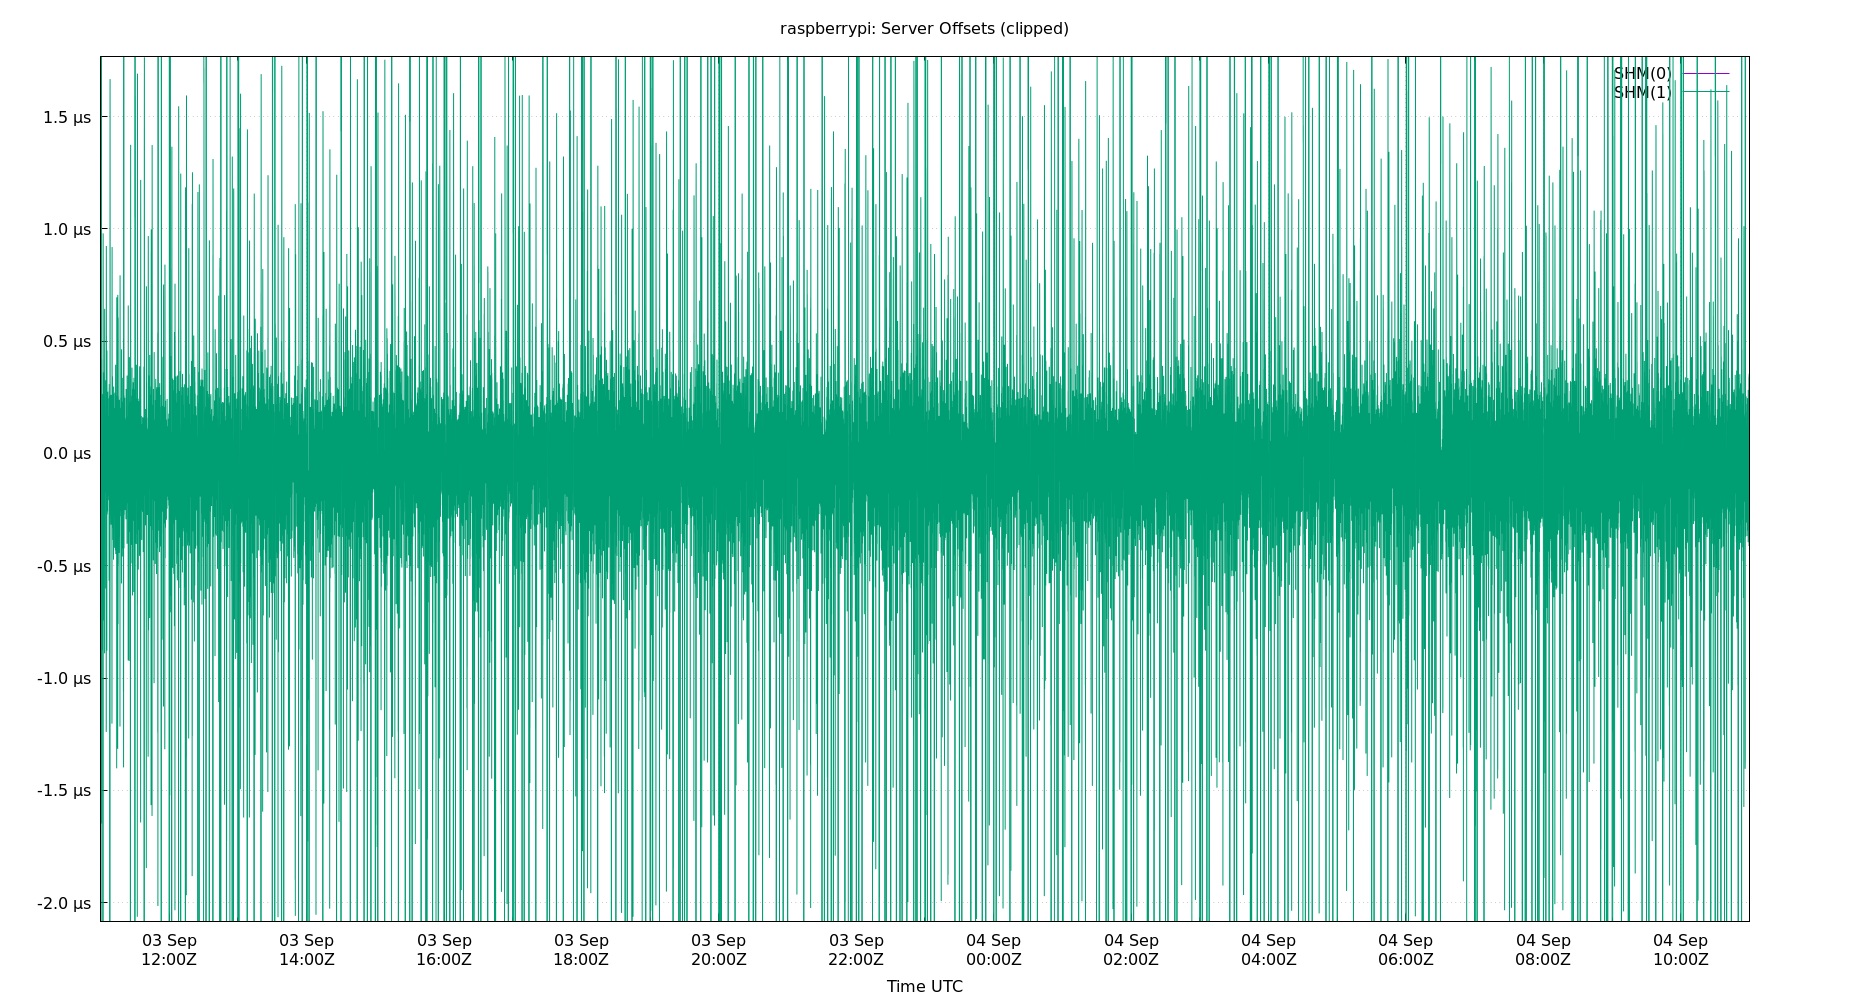 raspberrypi: Server Offsets (clipped)
SHM(0)
SHM(1)
1.5 µs
1.0 µs
0.5 µs
0.0 µs
-0.5 µs
-1.0 µs
-1.5 µs
-2.0 µs
03 Sep 03 Sep 03 Sep 03 Sep 03 Sep 03 Sep 04 Sep 04 Sep 04 Sep 04 Sep 04 Sep 04 Sep
12:00Z 14:00Z 16:00Z 18:00Z 20:00Z 22:00Z 00:00Z 02:00Z 04:00Z 06:00Z 08:00Z 10:00Z
Time UTC